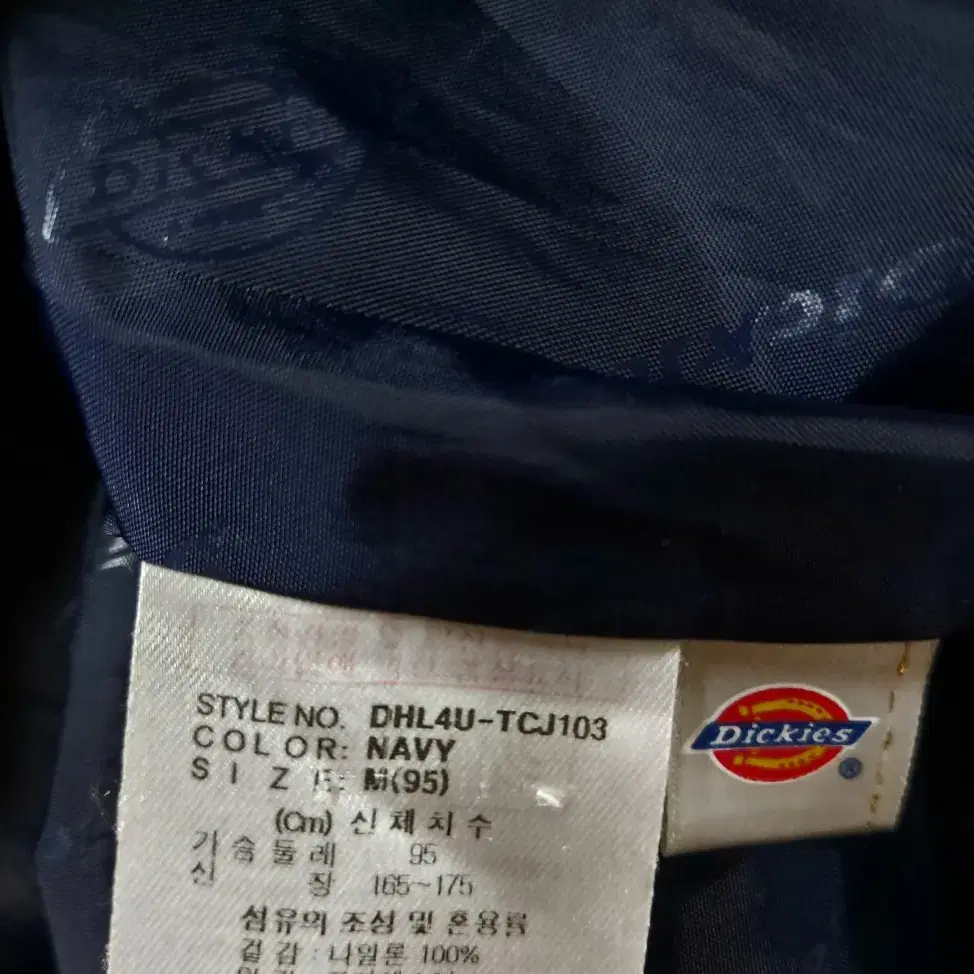 DICKIES
STYLE NO. DHL4U-TCJ103
COLOR: NAVY
SIZE: M(95)
(Cm) 신체치수
가슴둘레 95
신장 165~175
섬유의 조성 및 혼용률
겉감 : 나일론 100%
Dickies ®